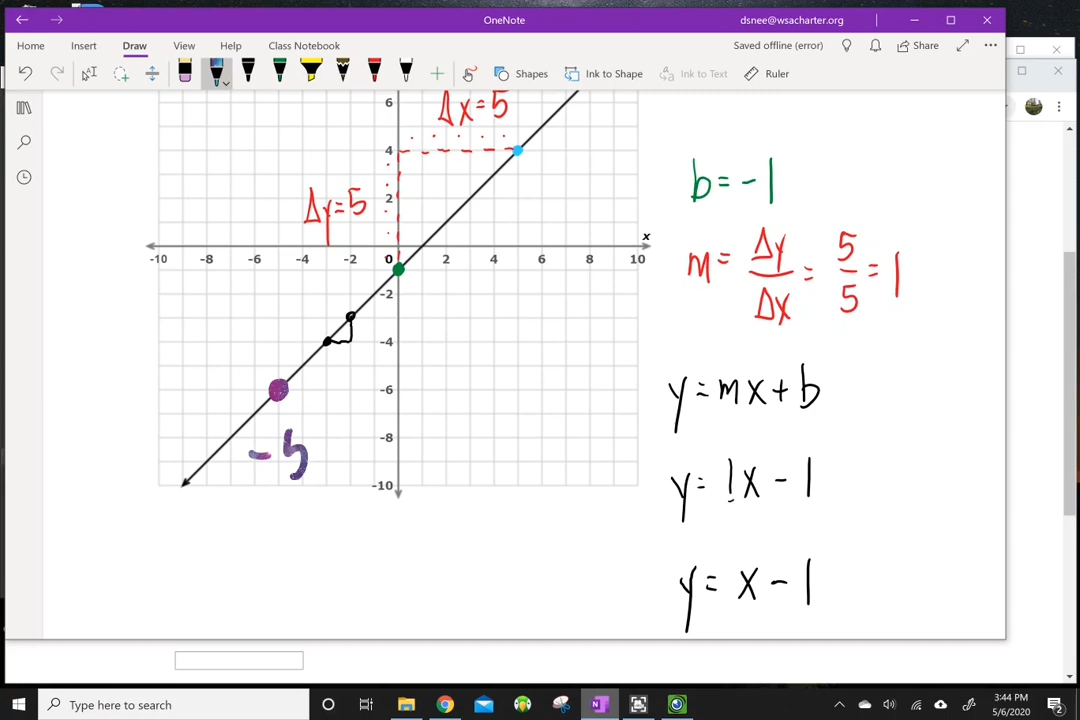 OneNote
dsnee@wsacharter.org
Home Insert Draw View Help Class Notebook
Saved offline (error)
Share
Shapes Ink to Shape Ink to Text Ruler
Δx=5
6
4
2
Δy=5
x
-10 -8 -6 -4 -2 0 2 4 6 8 10
-2
-4
-6
-8
-10
-5
b=-1
m= Δy/Δx = 5/5 = 1
y=mx+b
y= 1x - 1
y= x - 1
Type here to search
3:44 PM
5/6/2020
2